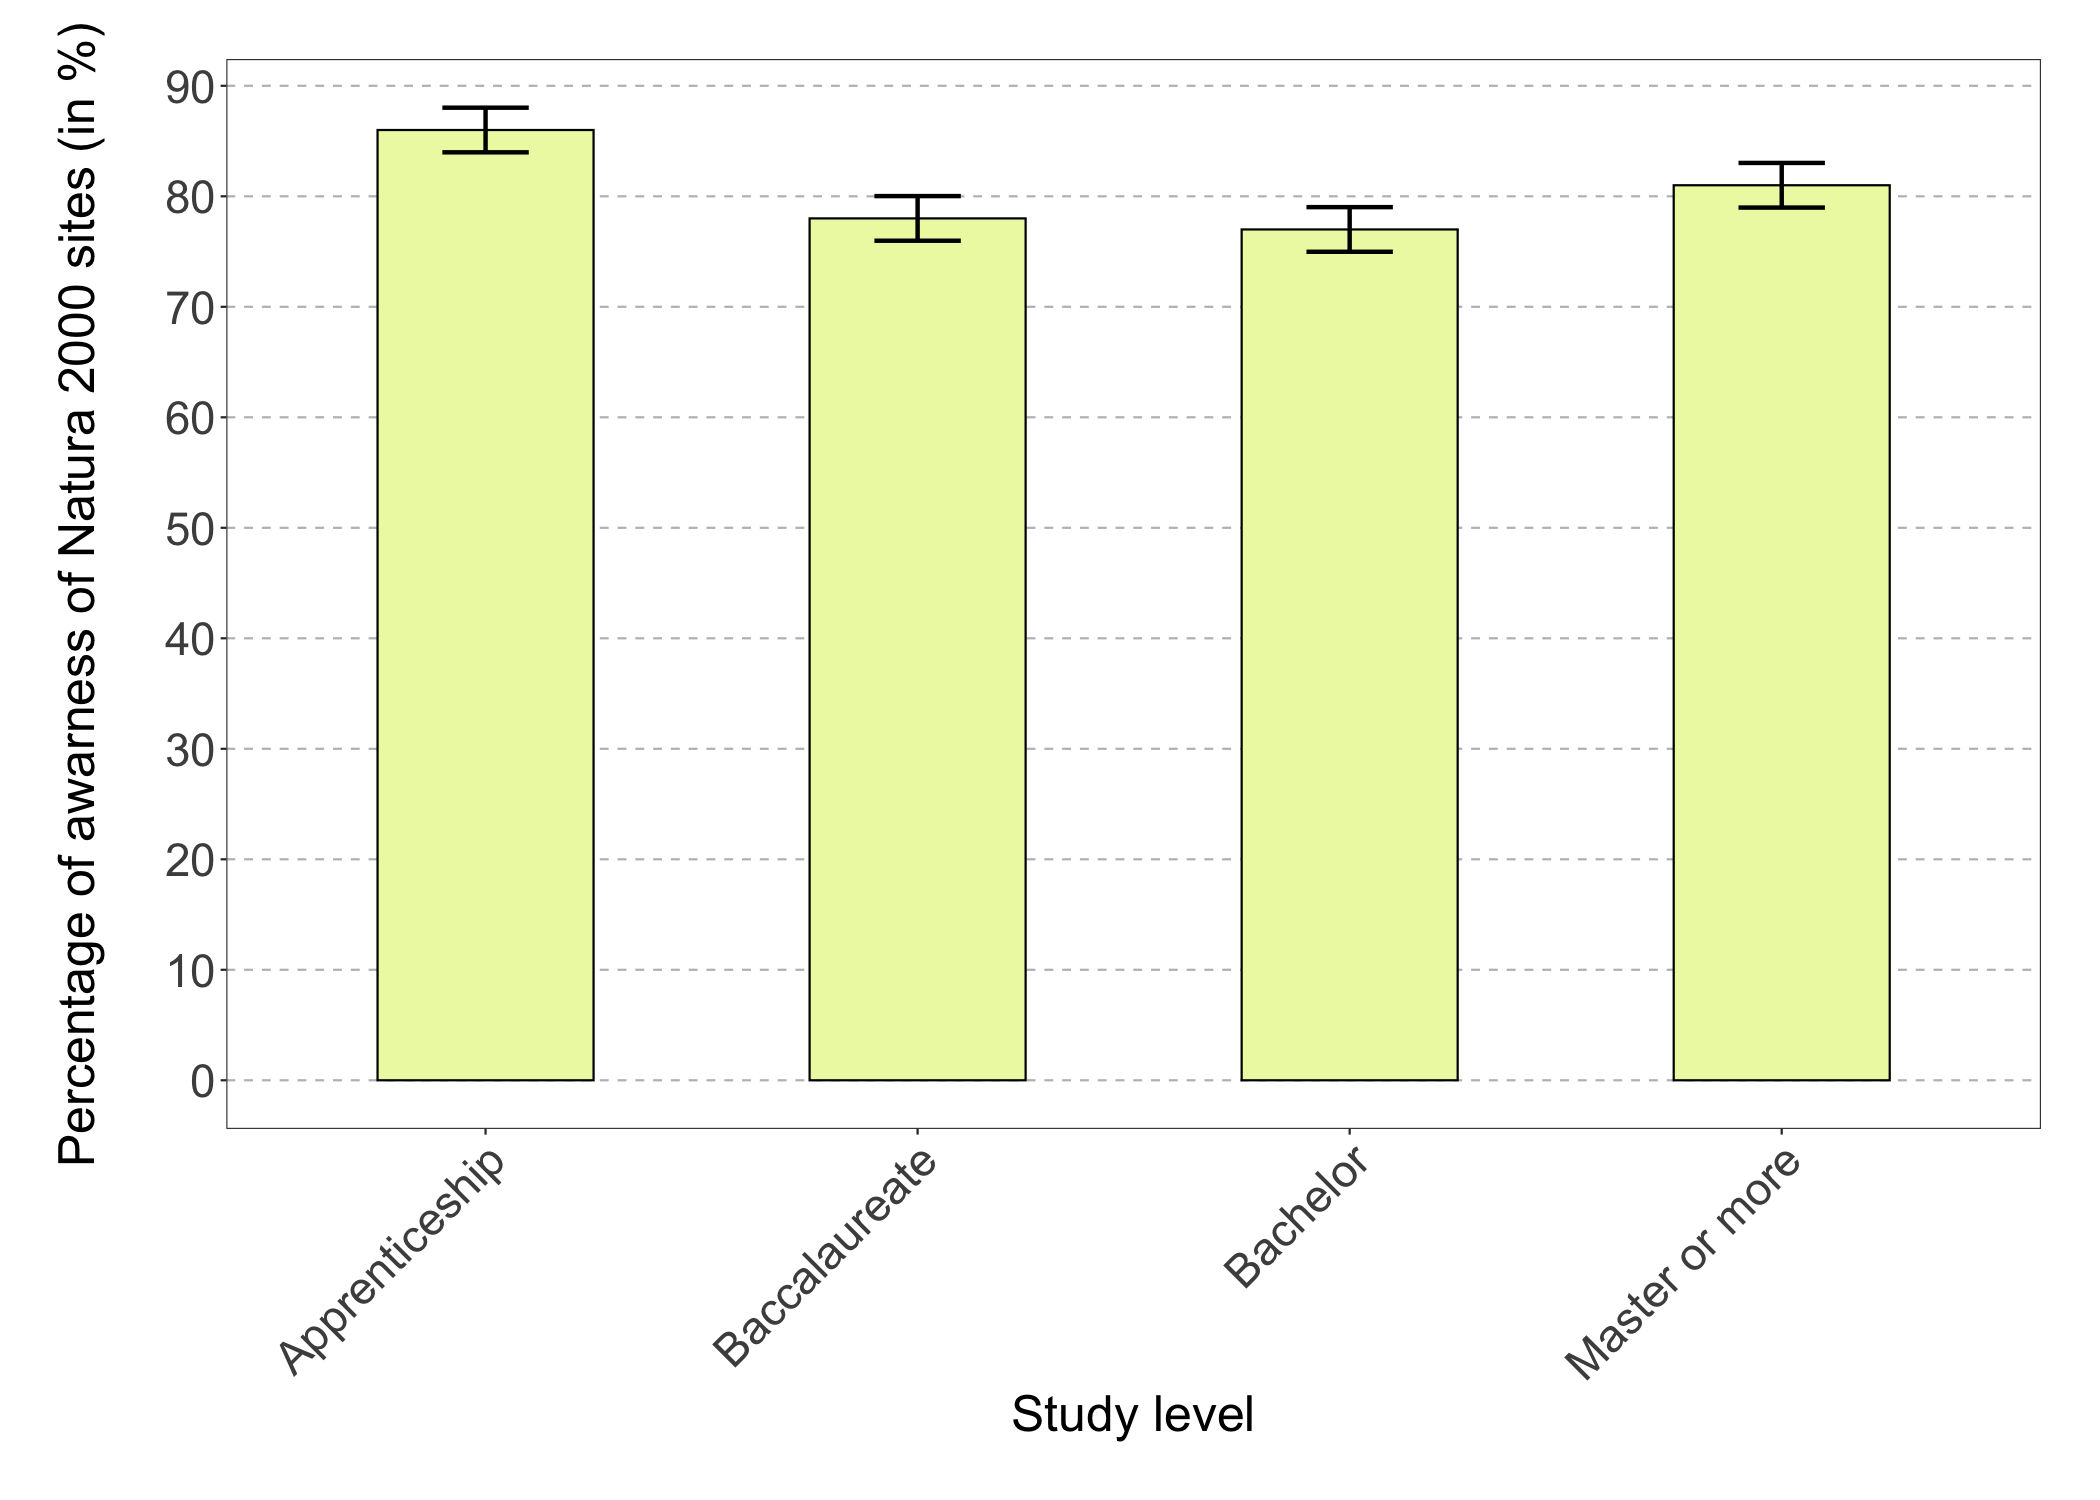 Percentage of awarness of Natura 2000 sites (in %)
90
80
70
60
50
40
30
20
10
0
Apprenticeship
Baccalaureate
Bachelor
Master or more
Study level